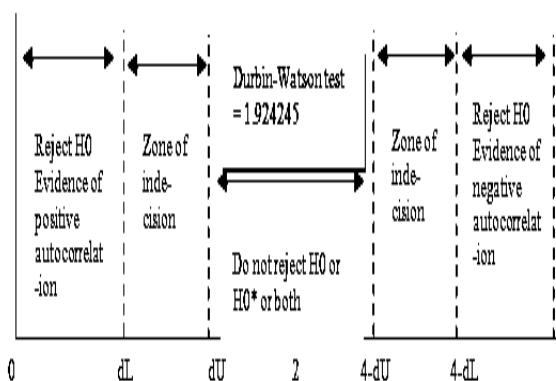 Reject H0
Evidence of
positive
autocorrelat
-ion
Zone of
inde-
cision
Durbin-Watson test
= 1.924245
Do not reject H0 or
H0* or both
Zone of
inde-
cision
Reject H0
Evidence of
negative
autocorrelat
-ion
0 dL dU 2 4-dU 4-dL